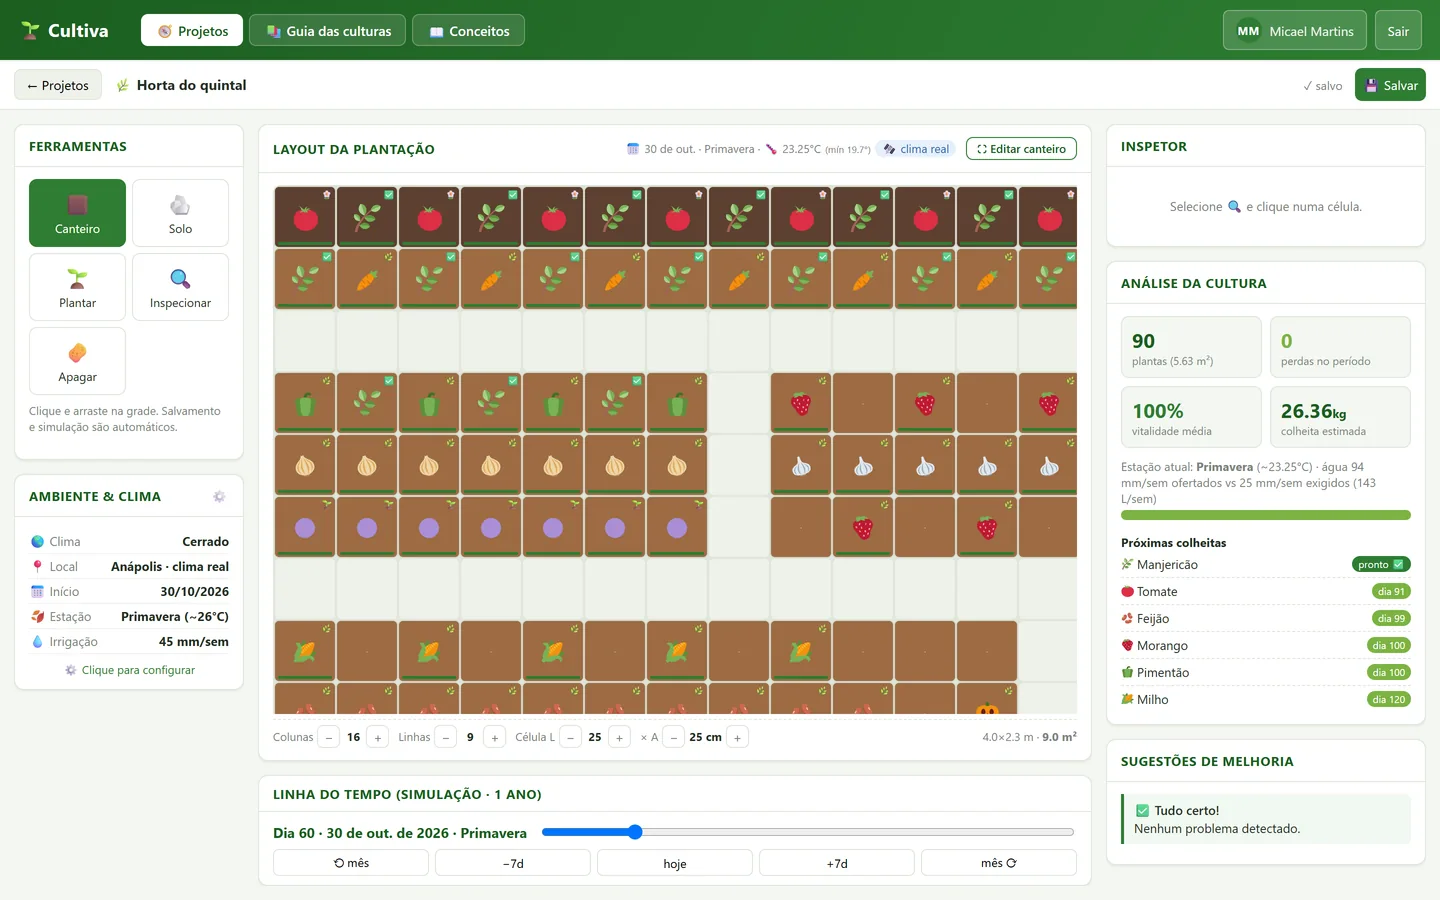 Cultiva
Projetos
Guia das culturas
Conceitos
MM Micael Martins
Sair
← Projetos
Horta do quintal
✓ salvo
Salvar
FERRAMENTAS
Canteiro
Solo
Plantar
Inspecionar
Apagar
Clique e arraste na grade. Salvamento
e simulação são automáticos.
AMBIENTE & CLIMA
Clima Cerrado
Local Anápolis · clima real
Início 30/10/2026
Estação Primavera (~26°C)
Irrigação 45 mm/sem
Clique para configurar
LAYOUT DA PLANTAÇÃO
30 de out. · Primavera · 23.25°C (mín 19.7°)
clima real
Editar canteiro
Colunas − 16 + Linhas − 9 + Célula L − 25 + × A − 25 cm +
4.0×2.3 m · 9.0 m²
LINHA DO TEMPO (SIMULAÇÃO · 1 ANO)
Dia 60 · 30 de out. de 2026 · Primavera
⟲ mês
−7d
hoje
+7d
mês ⟳
INSPETOR
Selecione 🔍 e clique numa célula.
ANÁLISE DA CULTURA
90
plantas (5.63 m²)
0
perdas no período
100%
vitalidade média
26.36kg
colheita estimada
Estação atual: Primavera (~23.25°C) · água 94
mm/sem ofertados vs 25 mm/sem exigidos (143
L/sem)
Próximas colheitas
Manjericão pronto ✅
Tomate dia 91
Feijão dia 99
Morango dia 100
Pimentão dia 100
Milho dia 120
SUGESTÕES DE MELHORIA
✅ Tudo certo!
Nenhum problema detectado.